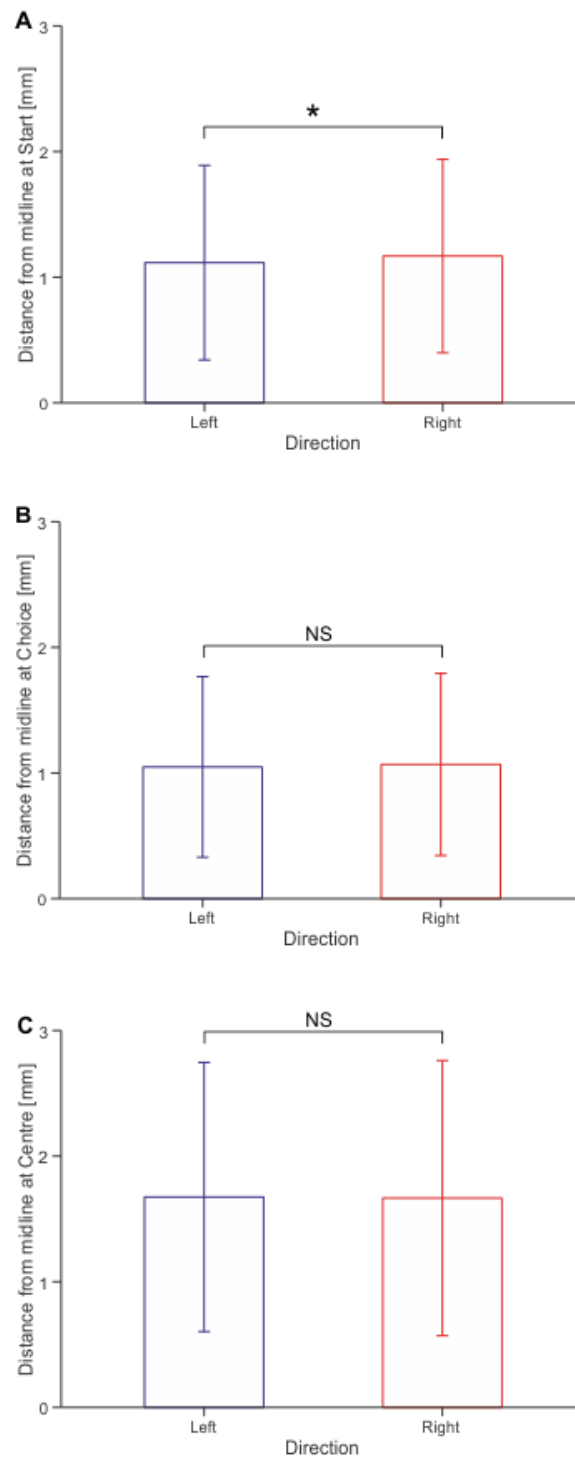 A
Distance from midline at Start [mm]
3
2
1
0
*
Left
Right
Direction
B
Distance from midline at Choice [mm]
3
2
1
0
NS
Left
Right
Direction
C
Distance from midline at Centre [mm]
3
2
1
0
NS
Left
Right
Direction